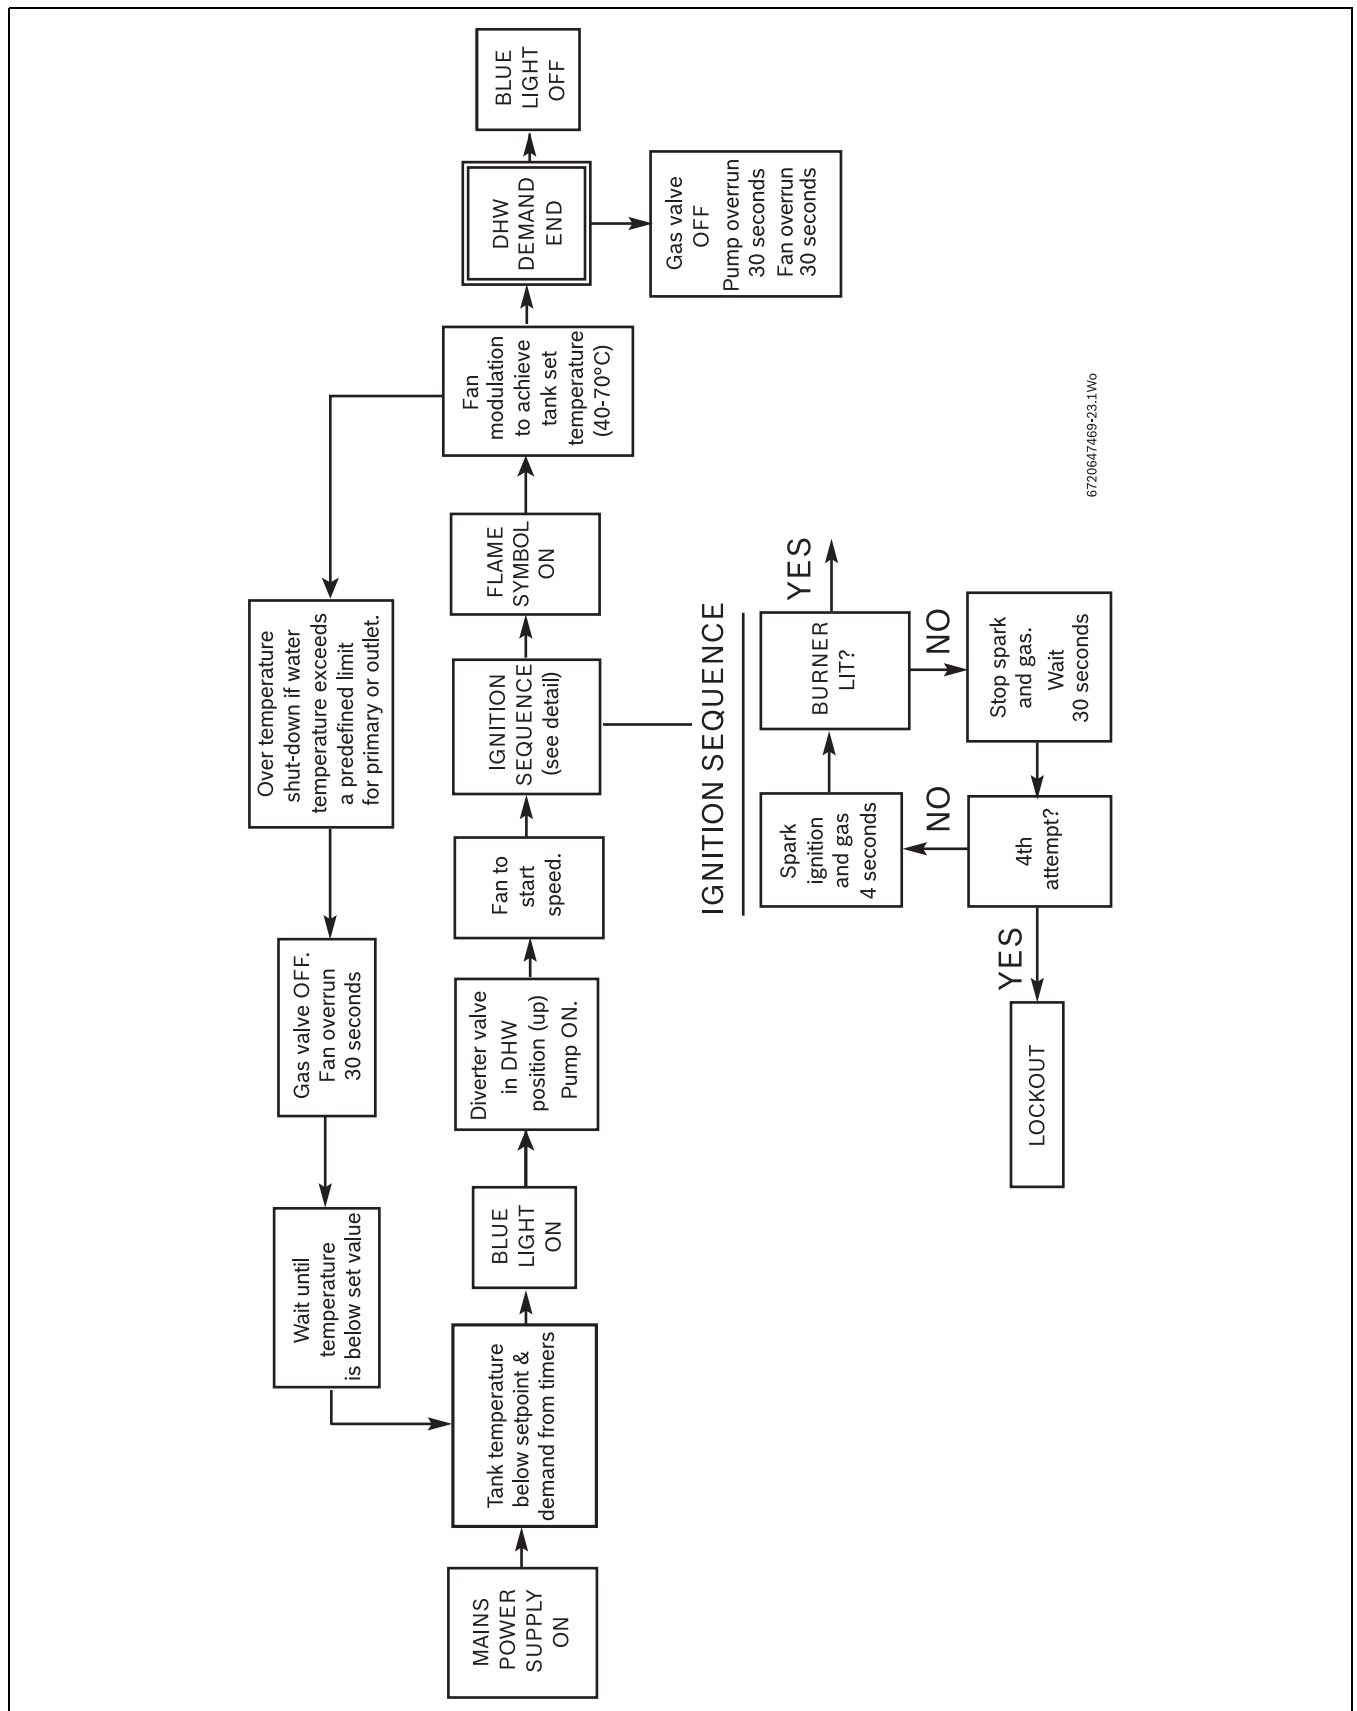 Over temperature
shut-down if water
temperature exceeds
a predefined limit
for primary or outlet.
Gas valve OFF.
Fan overrun
30 seconds
Wait until
temperature
is below set value
MAINS
POWER
SUPPLY
ON
Tank temperature
below setpoint &
demand from timers
BLUE
LIGHT
ON
Diverter valve
in DHW
position (up)
Pump ON.
Fan to
start
speed.
IGNITION
SEQUENCE
(see detail)
FLAME
SYMBOL
ON
Fan
modulation
to achieve
tank set
temperature
(40-70°C)
DHW
DEMAND
END
BLUE
LIGHT
OFF
Gas valve
OFF
Pump overrun
30 seconds
Fan overrun
30 seconds
IGNITION SEQUENCE
Spark
ignition
and gas
4 seconds
BURNER
LIT?
YES
NO
Stop spark
and gas.
Wait
30 seconds
4th
attempt?
NO
YES
LOCKOUT
6720647469-23.1Wo